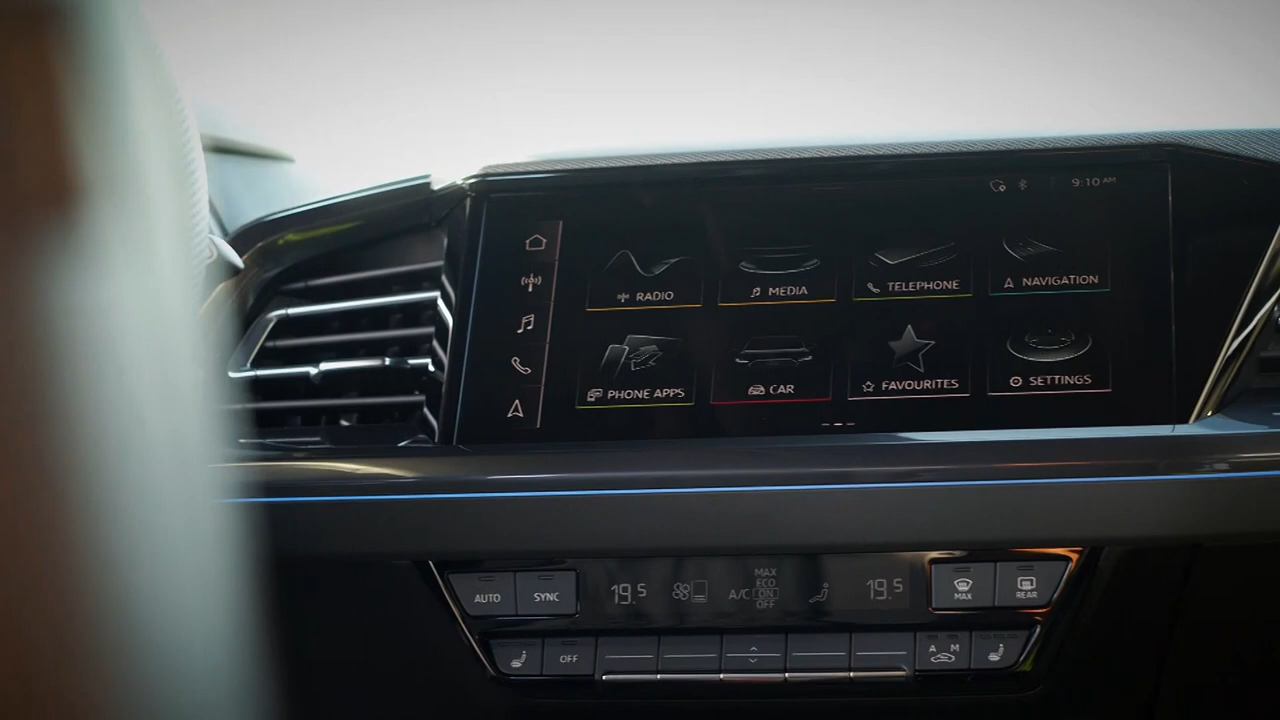 9:10 AM
RADIO
MEDIA
TELEPHONE
NAVIGATION
PHONE APPS
CAR
FAVOURITES
SETTINGS
AUTO
SYNC
19.5
A/C
MAX
ECO
ON
OFF
19.5
MAX
REAR
OFF
A M